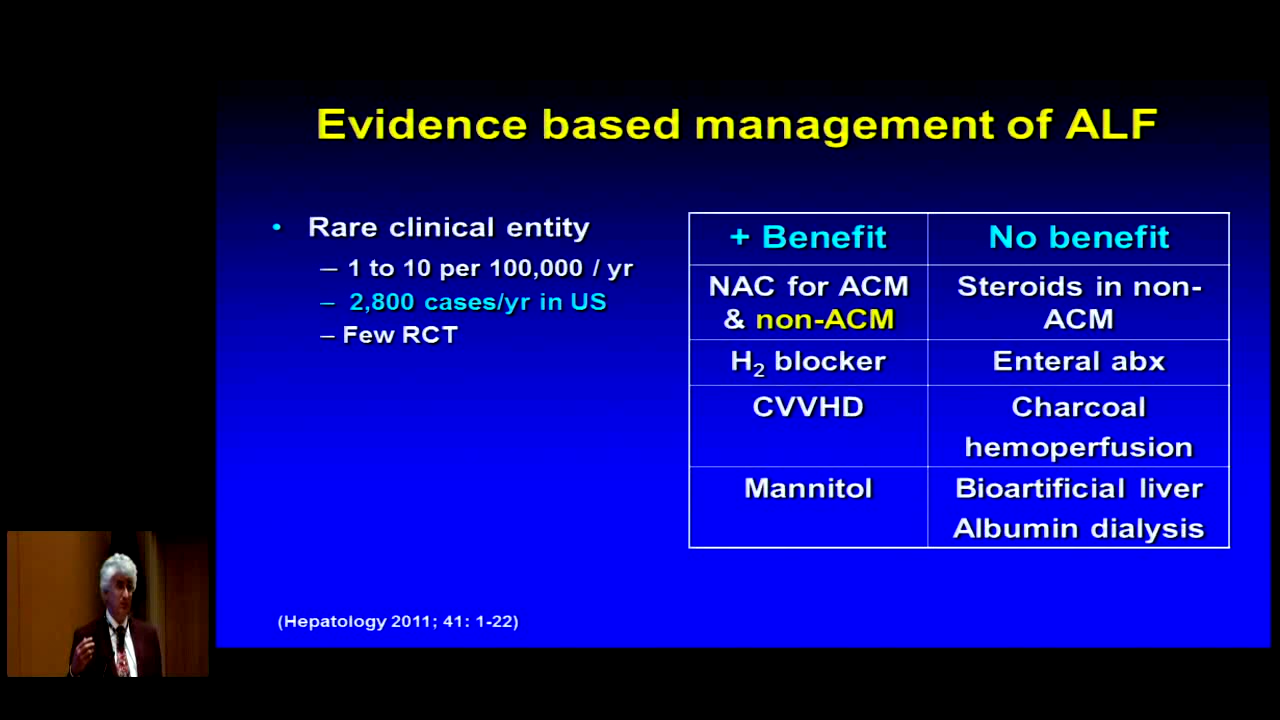 Evidence based management of ALF
• Rare clinical entity
– 1 to 10 per 100,000 / yr
– 2,800 cases/yr in US
– Few RCT
+ Benefit
No benefit
NAC for ACM
& non-ACM
Steroids in non-
ACM
H₂ blocker
Enteral abx
CVVHD
Charcoal
hemoperfusion
Mannitol
Bioartificial liver
Albumin dialysis
(Hepatology 2011; 41: 1-22)